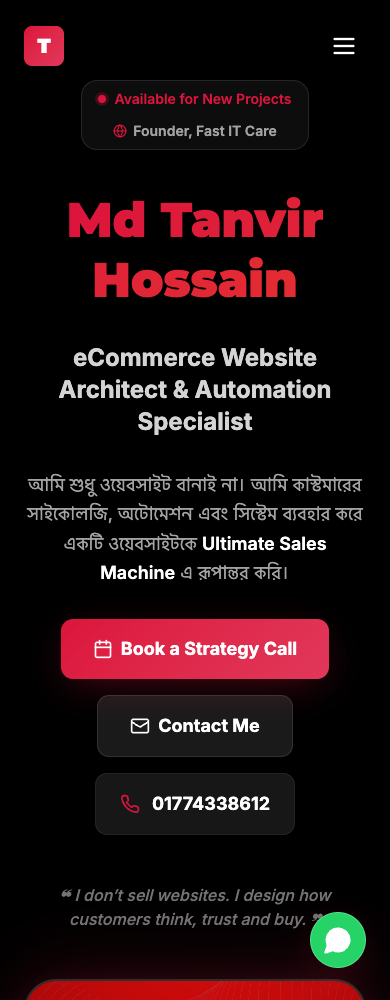 T
Available for New Projects
Founder, Fast IT Care
Md Tanvir
Hossain
eCommerce Website
Architect & Automation
Specialist
আমি শুধু ওয়েবসাইট বানাই না। আমি কাস্টমারের
সাইকোলজি, অটোমেশন এবং সিস্টেম ব্যবহার করে
একটি ওয়েবসাইটকে Ultimate Sales
Machine এ রূপান্তর করি।
Book a Strategy Call
Contact Me
01774338612
❝ I don’t sell websites. I design how
customers think, trust and buy. ❞